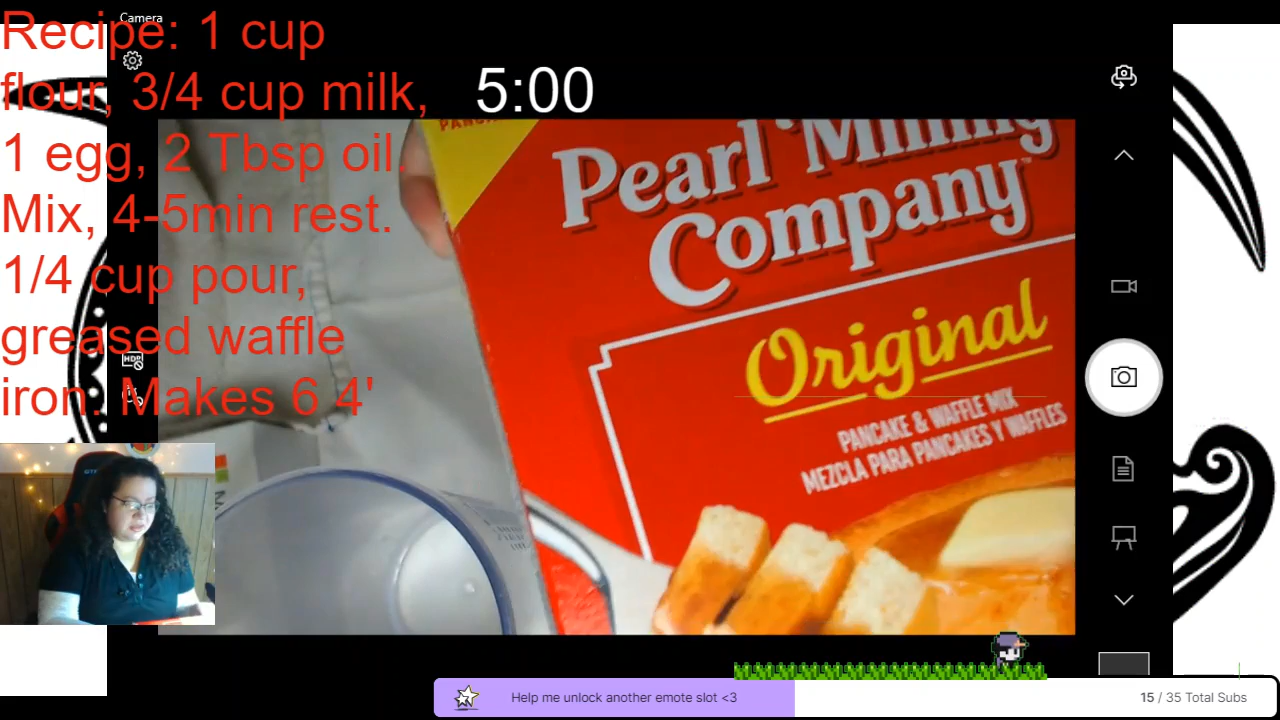 Camera
Recipe: 1 cup
flour, 3/4 cup milk,
1 egg, 2 Tbsp oil.
Mix, 4-5min rest.
1/4 cup pour,
greased waffle
iron. Makes 6 4'
5:00
Pearl Milling
Company
Original
PANCAKE & WAFFLE MIX
MEZCLA PARA PANCAKES Y WAFFLES
HDR
Help me unlock another emote slot <3
15 / 35 Total Subs